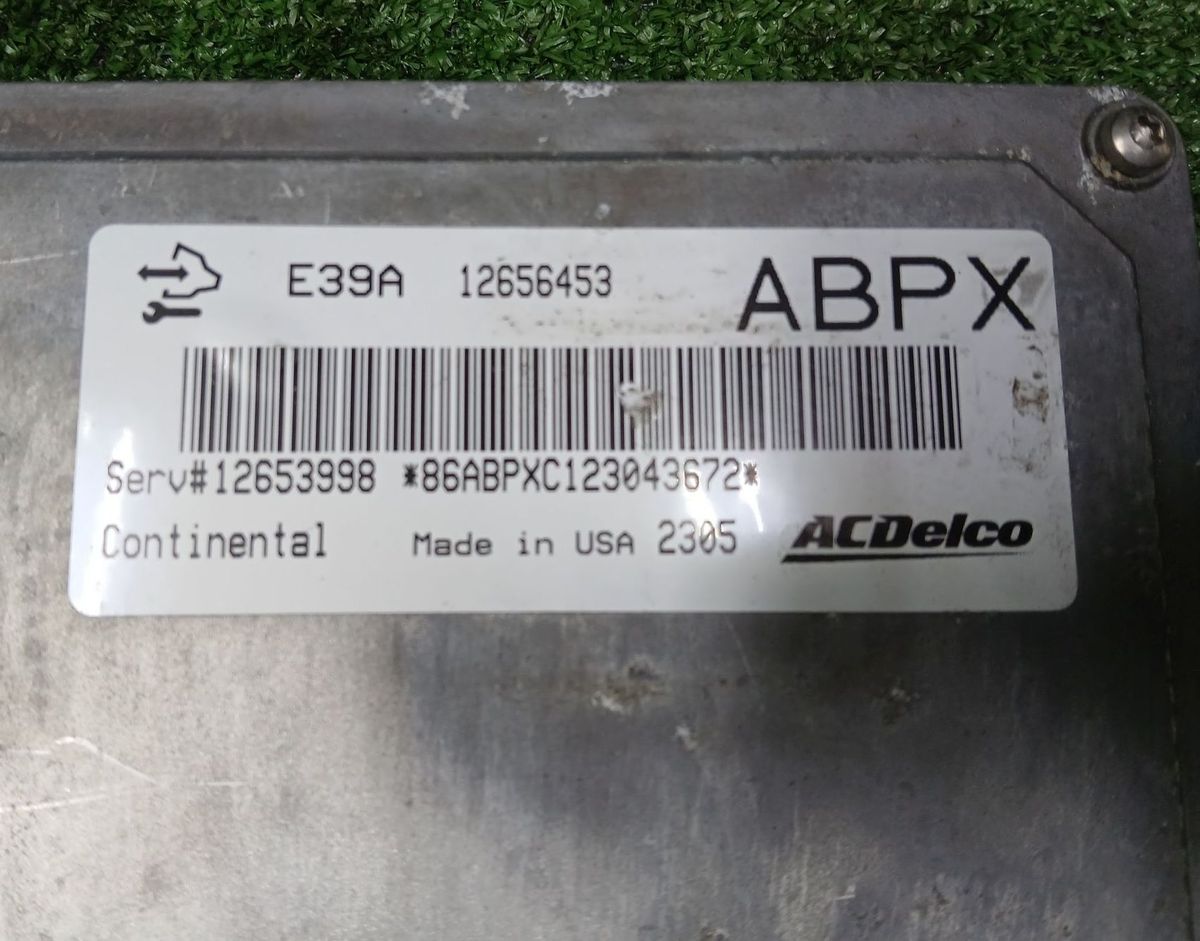 E39A 12656453 ABPX
Serv#12653998 *86ABPXC123043672*
Continental Made in USA 2305 ACDelco